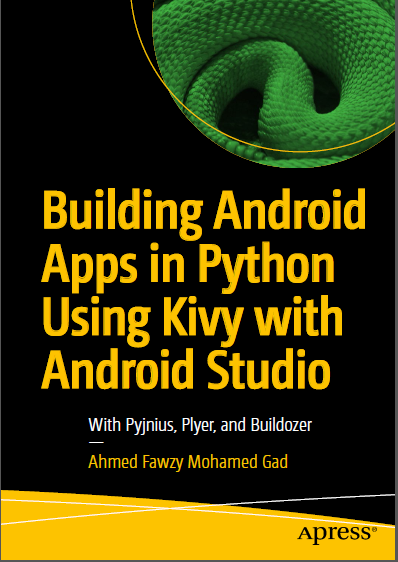 Building Android
Apps in Python
Using Kivy with
Android Studio
With Pyjnius, Plyer, and Buildozer
—
Ahmed Fawzy Mohamed Gad
Apress®